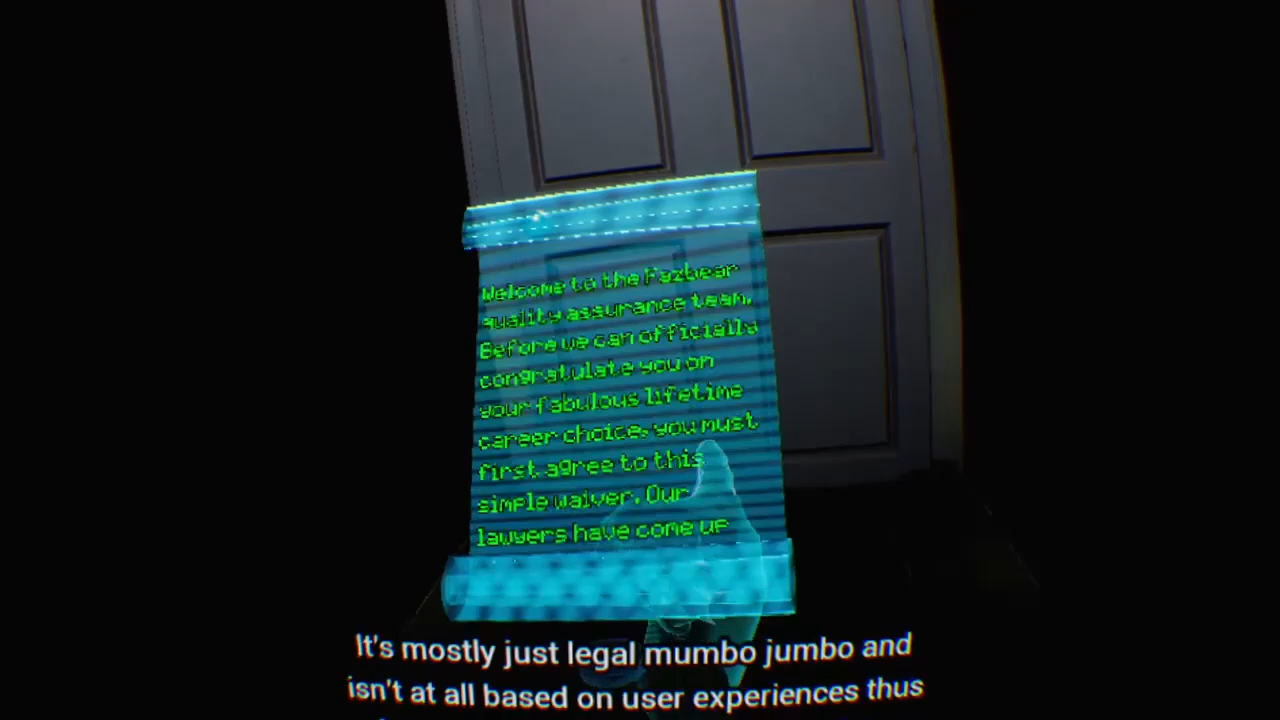 Welcome to the Fazbear
quality assurance team.
Before we can officially
congratulate you on
your fabulous lifetime
career choice, you must
first agree to this
simple waiver. Our
lawyers have come up
It's mostly just legal mumbo jumbo and
isn't at all based on user experiences thus